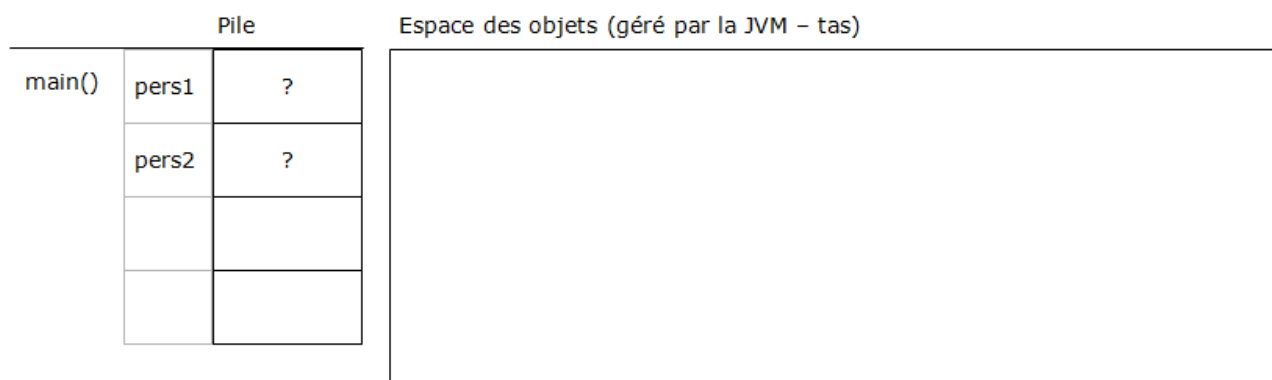 Pile Espace des objets (géré par la JVM – tas)
main() pers1 ?
pers2 ?